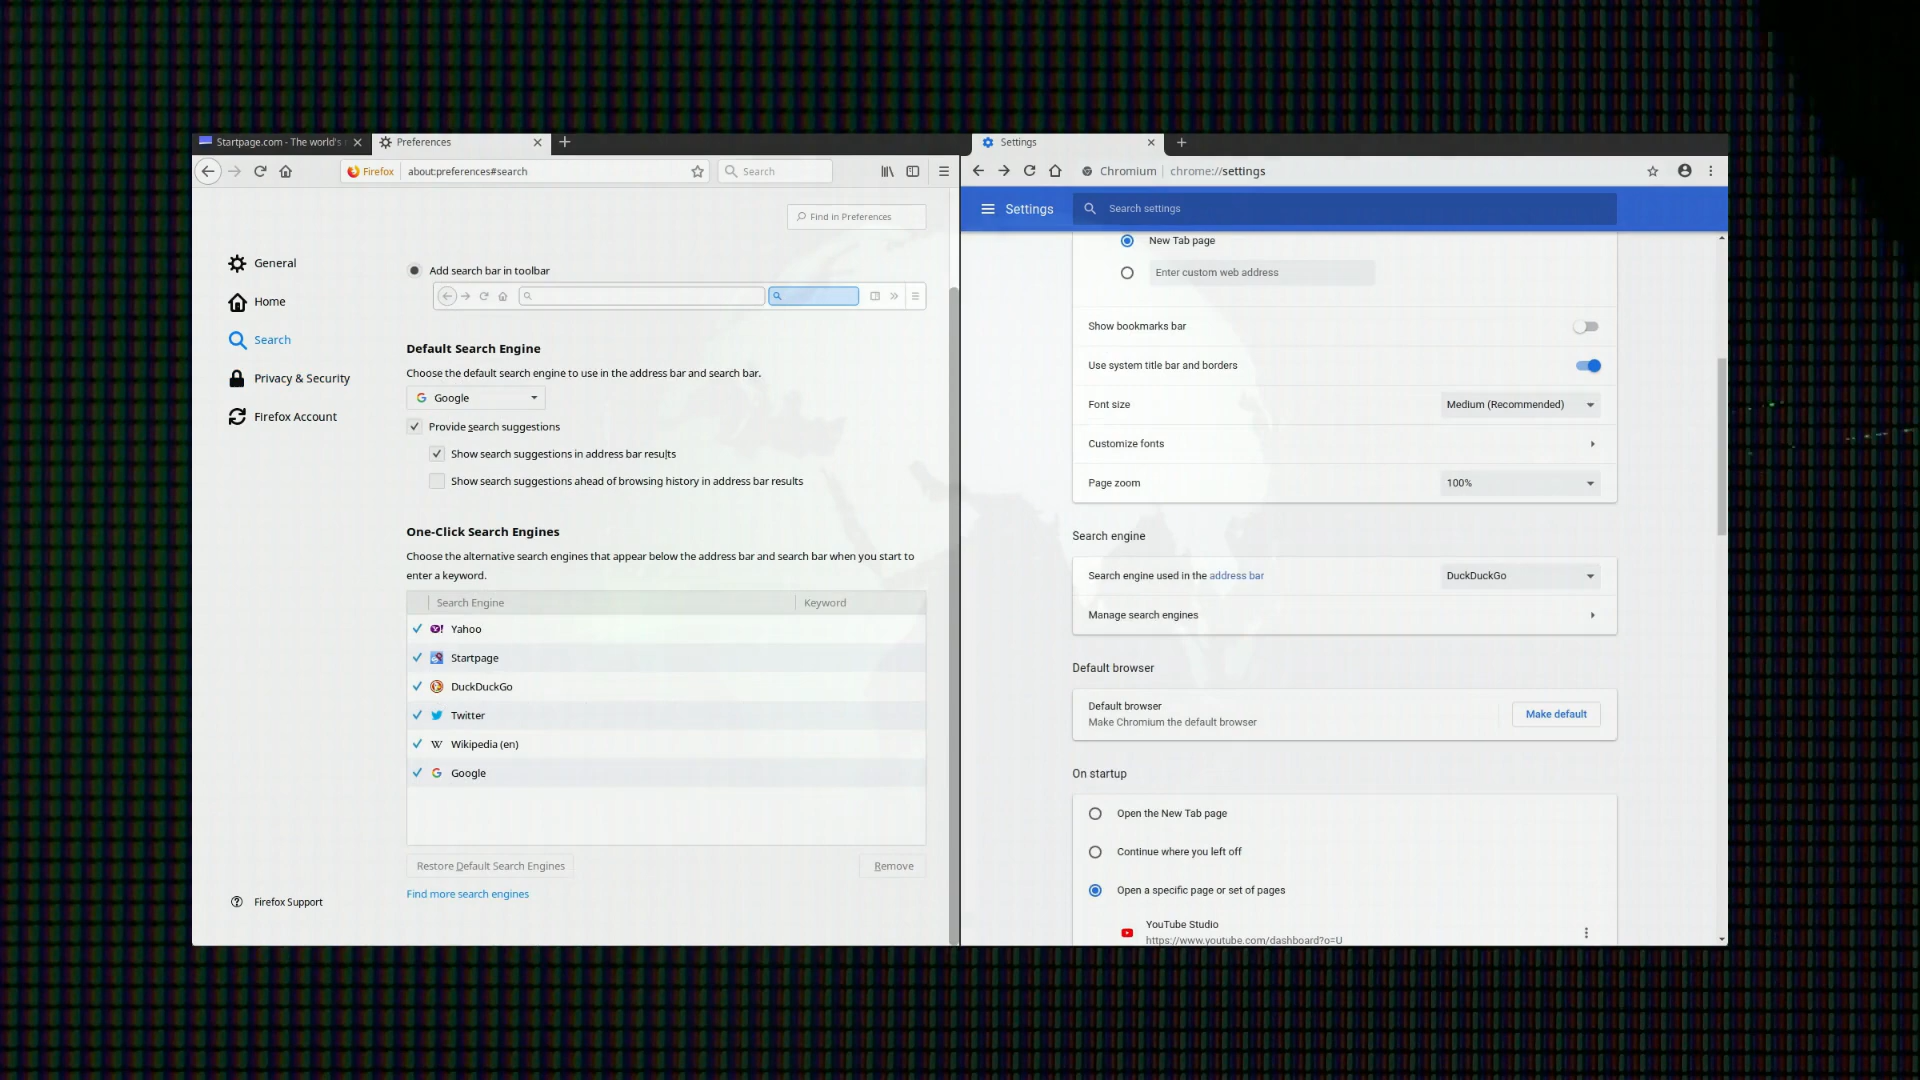 Startpage.com - The world's
Preferences
Firefox
about:preferences#search
Search
Find in Preferences
General
Home
Search
Privacy & Security
Firefox Account
Add search bar in toolbar
Default Search Engine
Choose the default search engine to use in the address bar and search bar.
Google
Provide search suggestions
Show search suggestions in address bar results
Show search suggestions ahead of browsing history in address bar results
One-Click Search Engines
Choose the alternative search engines that appear below the address bar and search bar when you start to
enter a keyword.
Search Engine Keyword
Yahoo
Startpage
DuckDuckGo
Twitter
Wikipedia (en)
Google
Restore Default Search Engines Remove
Find more search engines
Firefox Support
Settings
Chromium chrome://settings
Settings
Search settings
New Tab page
Enter custom web address
Show bookmarks bar
Use system title bar and borders
Font size Medium (Recommended)
Customize fonts
Page zoom 100%
Search engine
Search engine used in the address bar DuckDuckGo
Manage search engines
Default browser
Default browser
Make Chromium the default browser
Make default
On startup
Open the New Tab page
Continue where you left off
Open a specific page or set of pages
YouTube Studio
https://www.youtube.com/dashboard?o=U